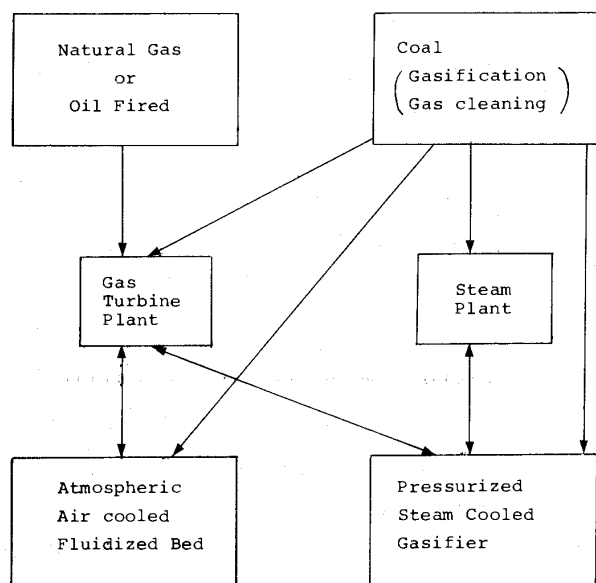 Natural Gas
or
Oil Fired
Coal
(Gasification
Gas cleaning)
Gas
Turbine
Plant
Steam
Plant
Atmospheric
Air cooled
Fluidized Bed
Pressurized
Steam Cooled
Gasifier